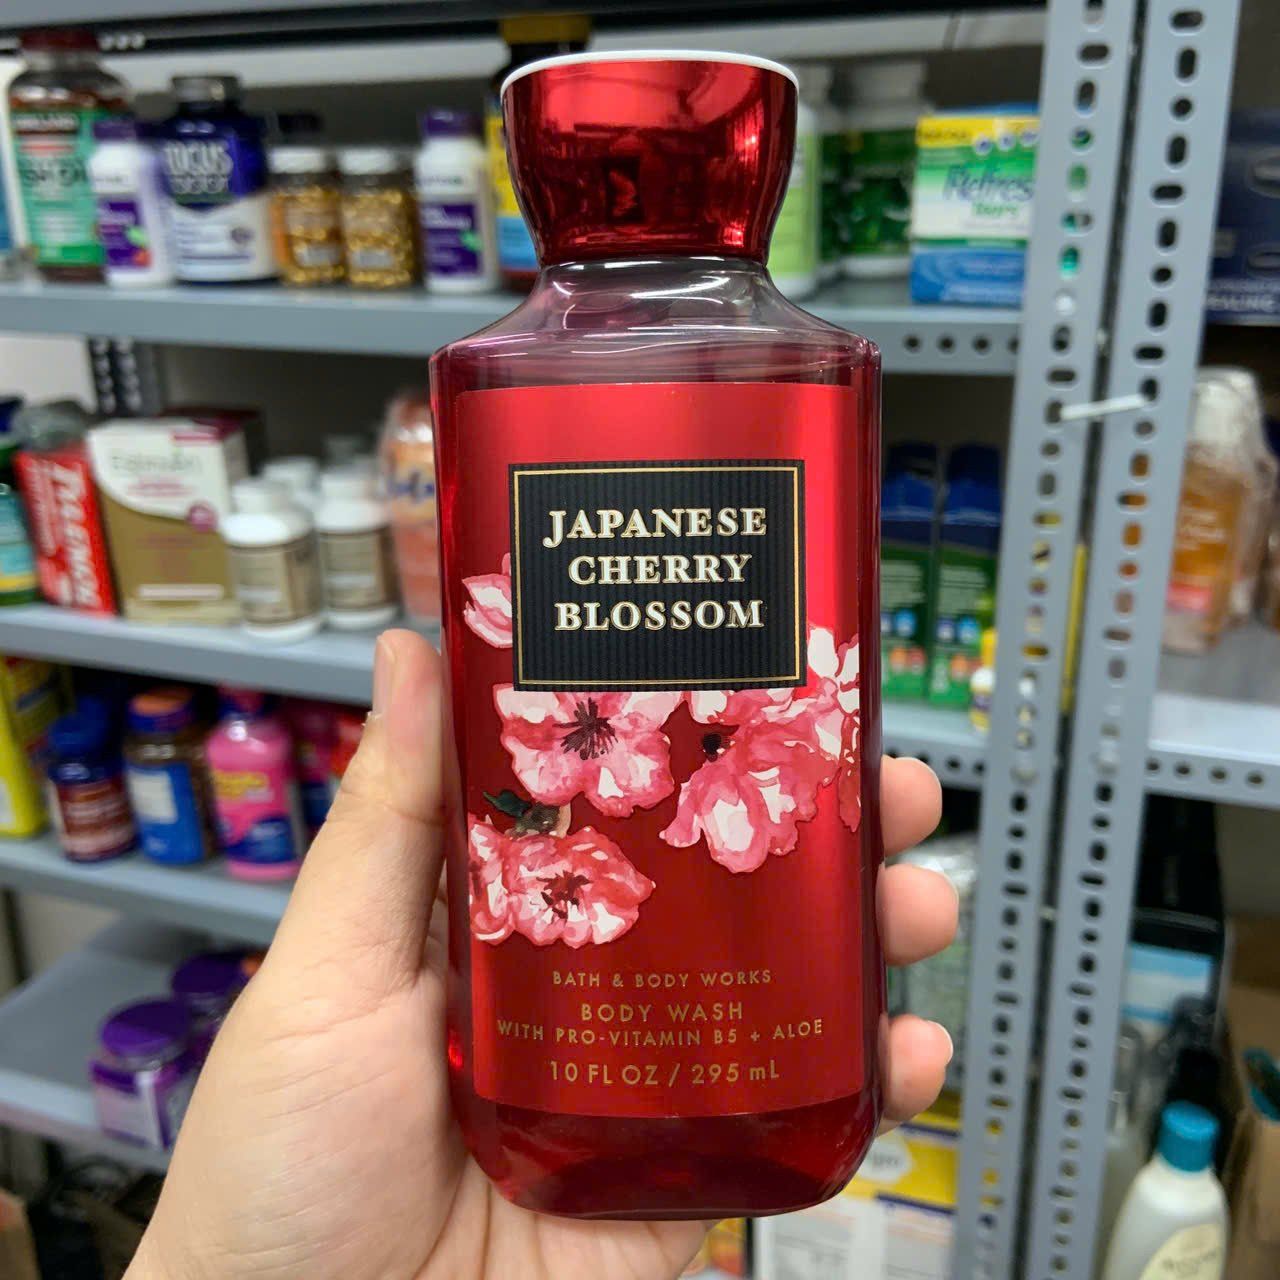 JAPANESE
CHERRY
BLOSSOM
BATH & BODY WORKS
BODY WASH
WITH PRO-VITAMIN B5 + ALOE
10 FL OZ / 295 mL